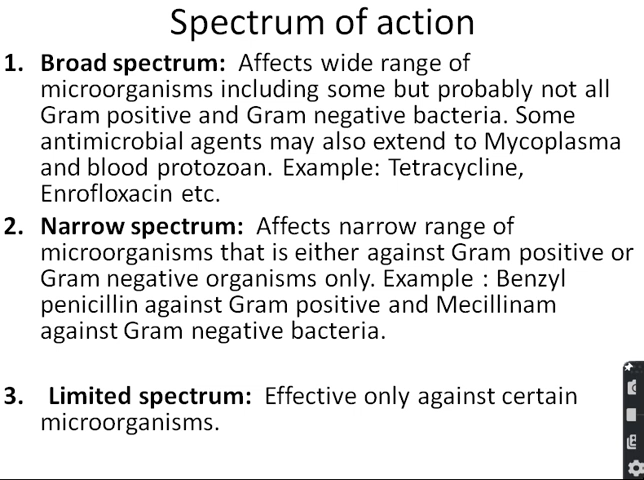 Spectrum of action
1. Broad spectrum: Affects wide range of
microorganisms including some but probably not all
Gram positive and Gram negative bacteria. Some
antimicrobial agents may also extend to Mycoplasma
and blood protozoan. Example: Tetracycline,
Enrofloxacin etc.
2. Narrow spectrum: Affects narrow range of
microorganisms that is either against Gram positive or
Gram negative organisms only. Example : Benzyl
penicillin against Gram positive and Mecillinam
against Gram negative bacteria.
3. Limited spectrum: Effective only against certain
microorganisms.